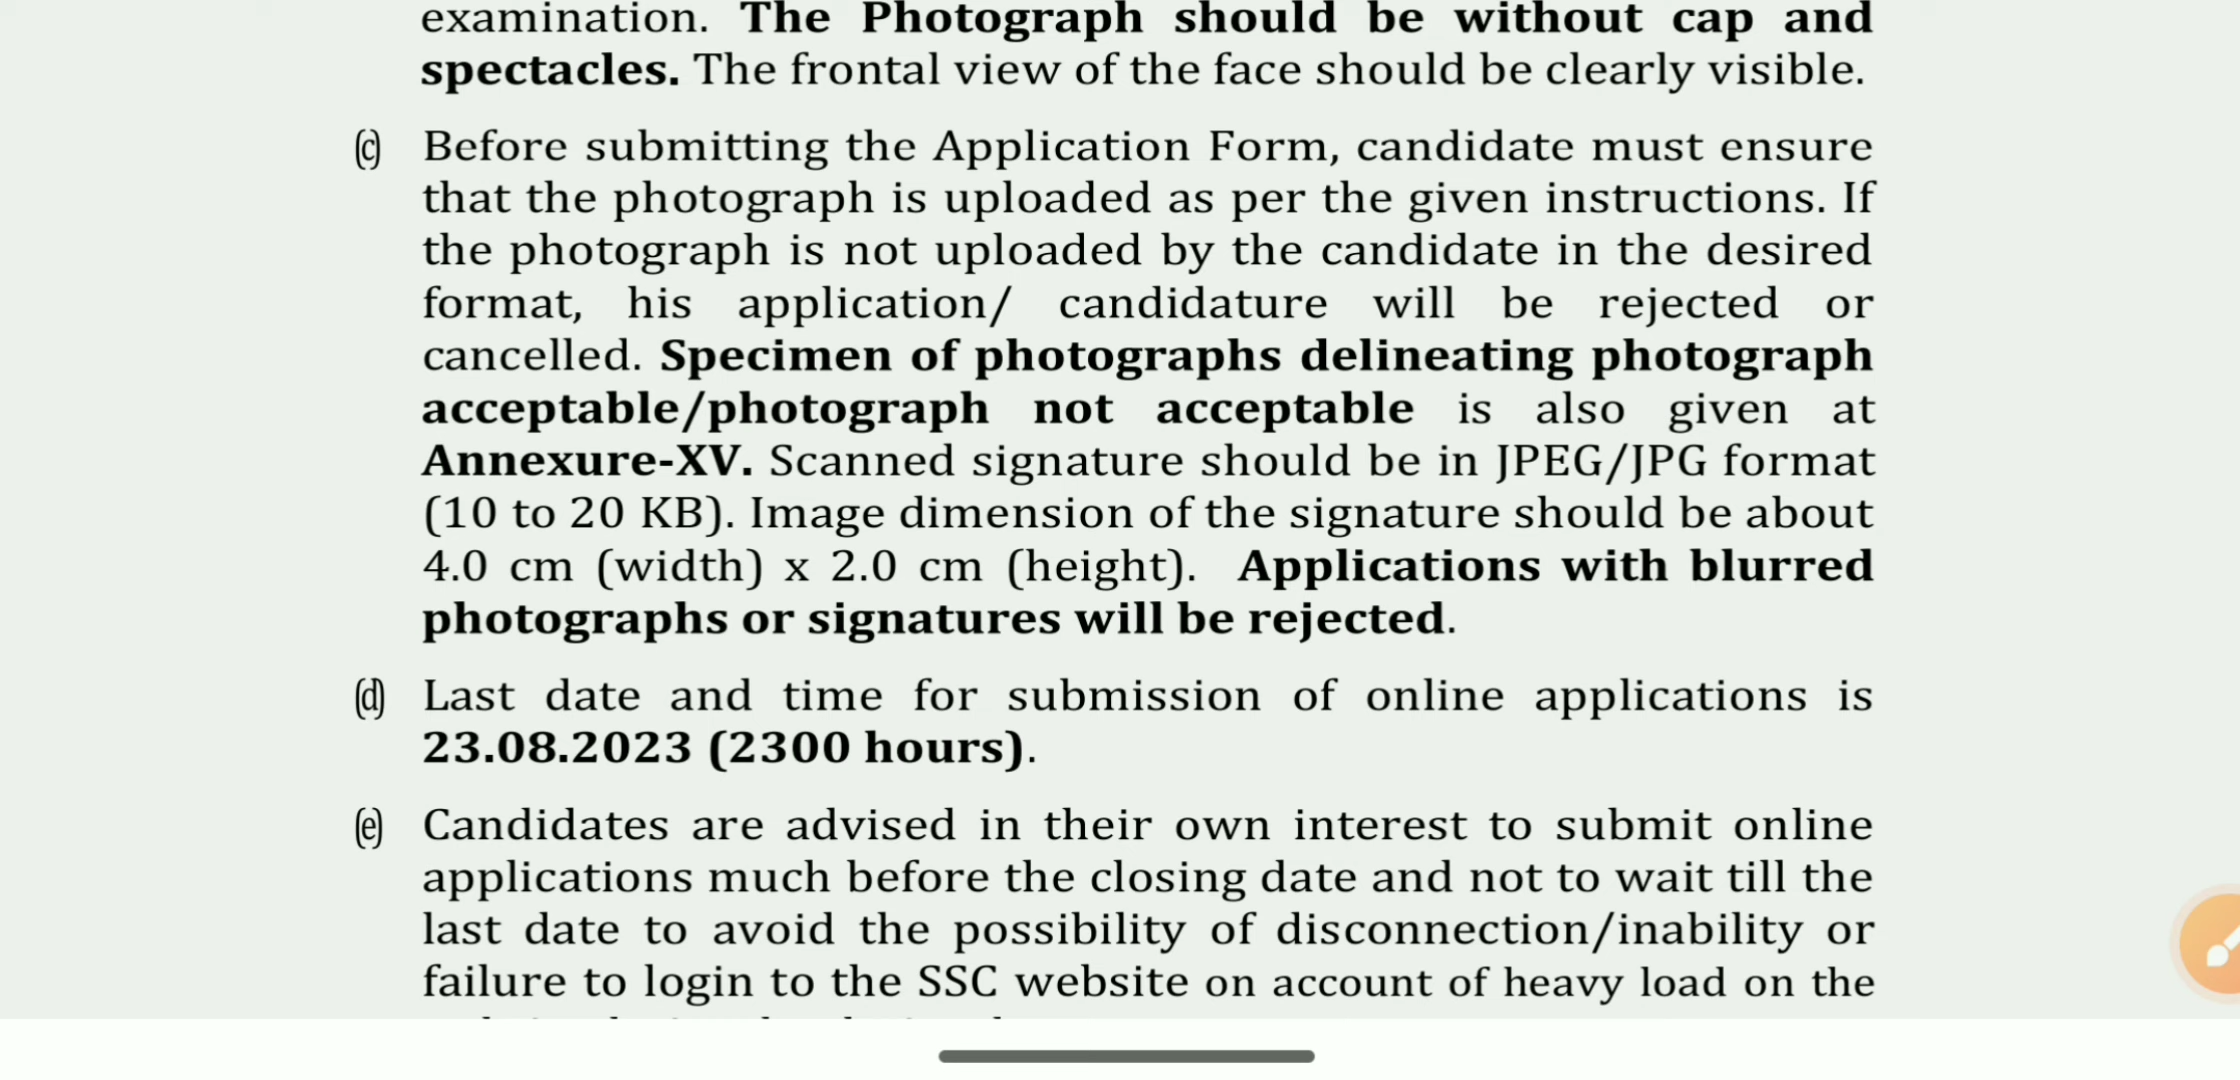 examination. The Photograph should be without cap and
spectacles. The frontal view of the face should be clearly visible.
(c) Before submitting the Application Form, candidate must ensure
that the photograph is uploaded as per the given instructions. If
the photograph is not uploaded by the candidate in the desired
format, his application/ candidature will be rejected or
cancelled. Specimen of photographs delineating photograph
acceptable/photograph not acceptable is also given at
Annexure-XV. Scanned signature should be in JPEG/JPG format
(10 to 20 KB). Image dimension of the signature should be about
4.0 cm (width) x 2.0 cm (height). Applications with blurred
photographs or signatures will be rejected.
(d) Last date and time for submission of online applications is
23.08.2023 (2300 hours).
(e) Candidates are advised in their own interest to submit online
applications much before the closing date and not to wait till the
last date to avoid the possibility of disconnection/inability or
failure to login to the SSC website on account of heavy load on the